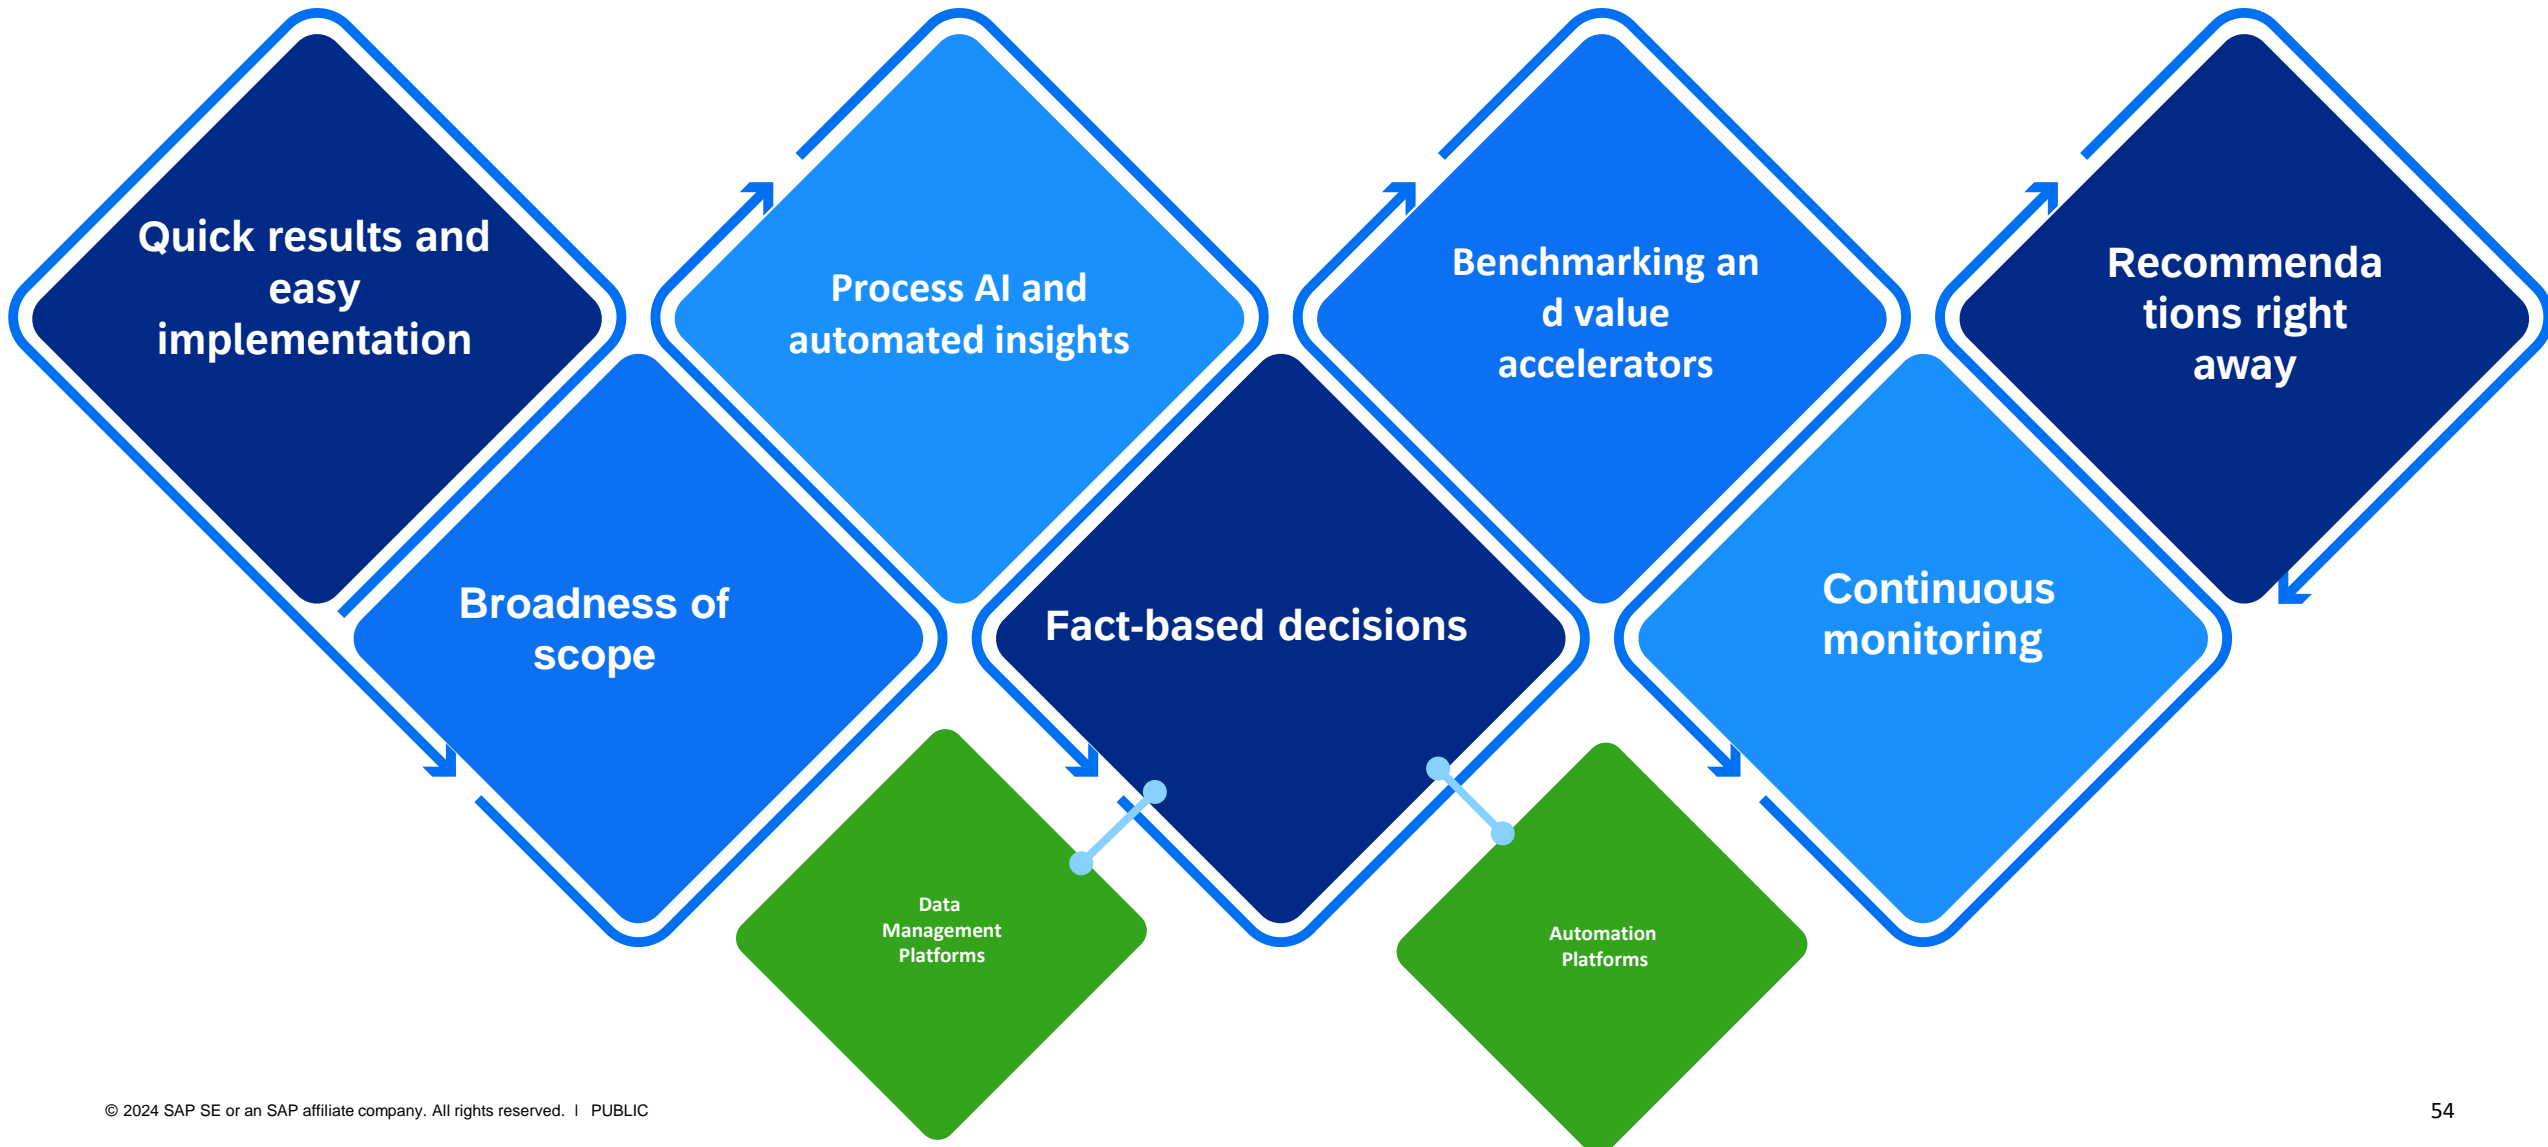 Quick results and
easy
implementation
Broadness of
scope
Process AI and
automated insights
Fact-based decisions
Benchmarking an
d value
accelerators
Continuous
monitoring
Recommenda
tions right
away
Data
Management
Platforms
Automation
Platforms
© 2024 SAP SE or an SAP affiliate company. All rights reserved. | PUBLIC
54